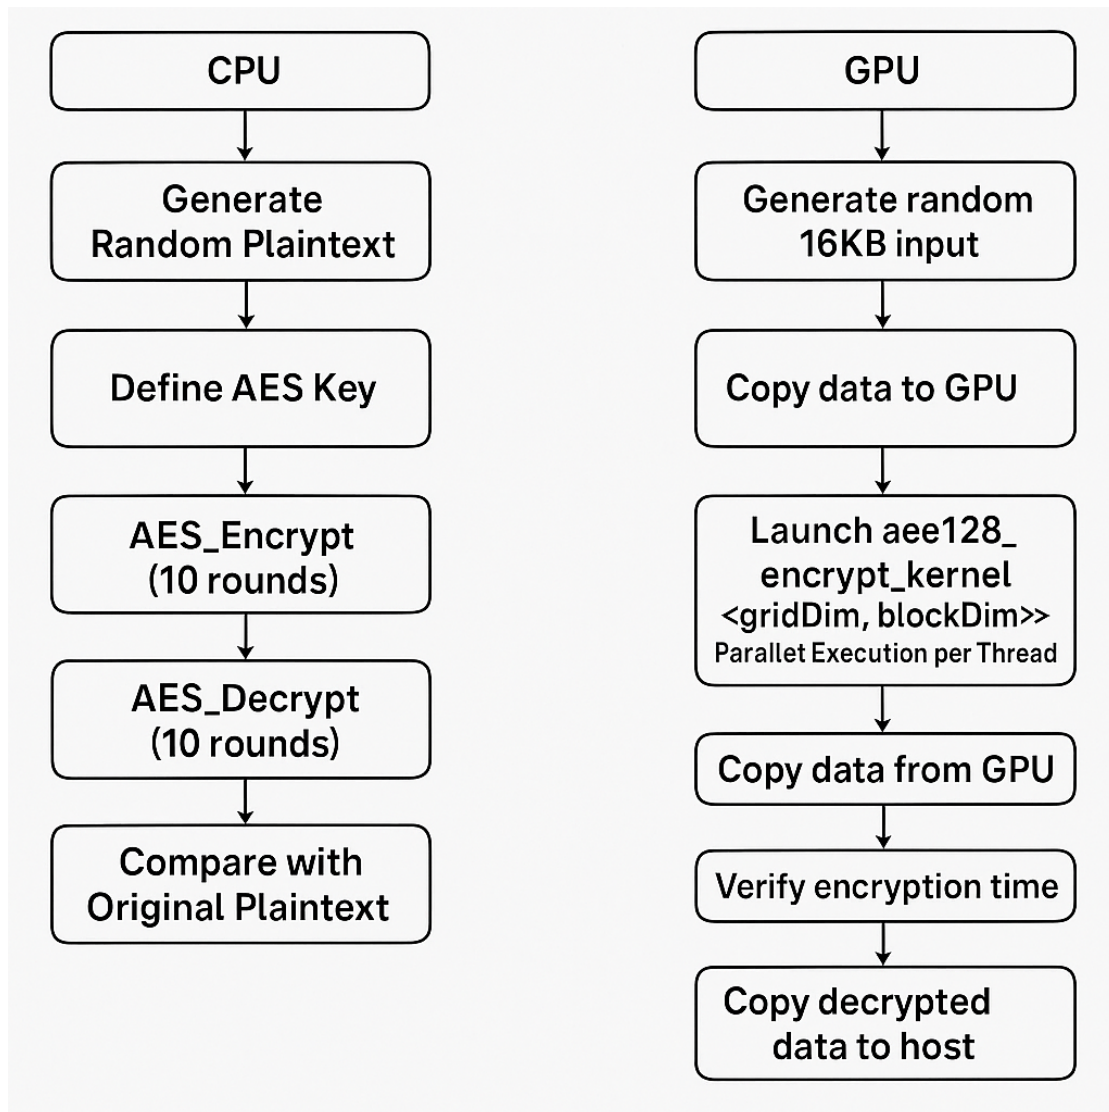 CPU
Generate
Random Plaintext
Define AES Key
AES_Encrypt
(10 rounds)
AES_Decrypt
(10 rounds)
Compare with
Original Plaintext
GPU
Generate random
16KB input
Copy data to GPU
Launch aee128_
encrypt_kernel
<gridDim, blockDim>>
Parallet Execution per Thread
Copy data from GPU
Verify encryption time
Copy decrypted
data to host